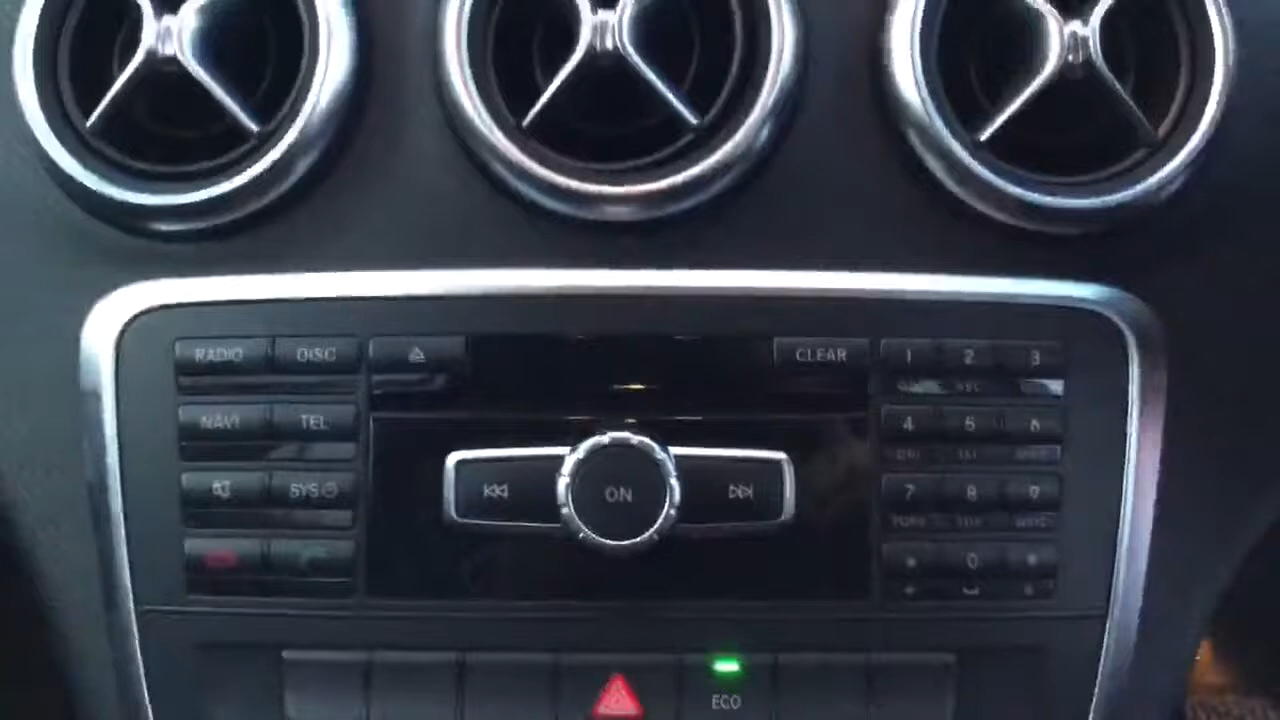 RADIO DISC CLEAR 1 2 3
NAVI TEL 4 5 6
SYS 7 8 9
ON
* 0 #
ECO